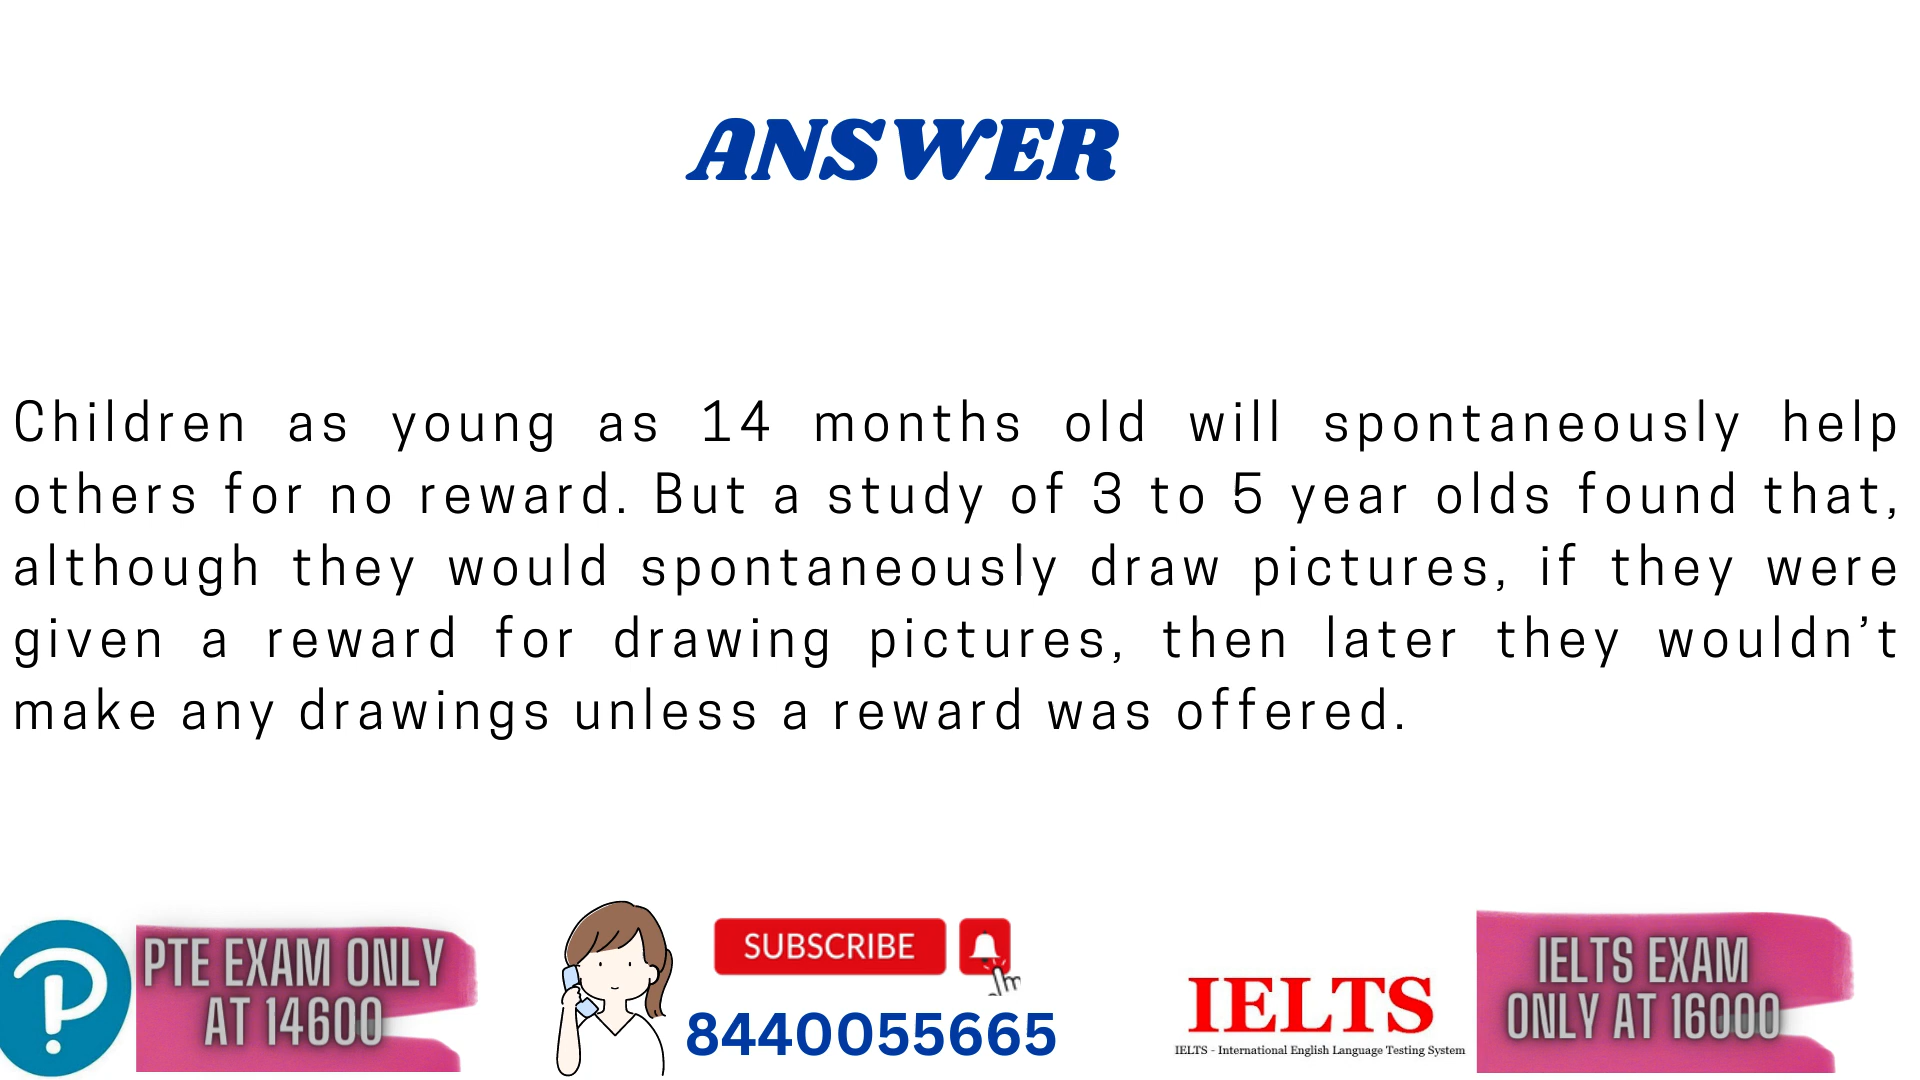 ANSWER
Children as young as 14 months old will spontaneously help
others for no reward. But a study of 3 to 5 year olds found that,
although they would spontaneously draw pictures, if they were
given a reward for drawing pictures, then later they wouldn’t
make any drawings unless a reward was offered.
PTE EXAM ONLY
AT 14600
SUBSCRIBE
8440055665
IELTS
IELTS - International English Language Testing System
IELTS EXAM
ONLY AT 16000